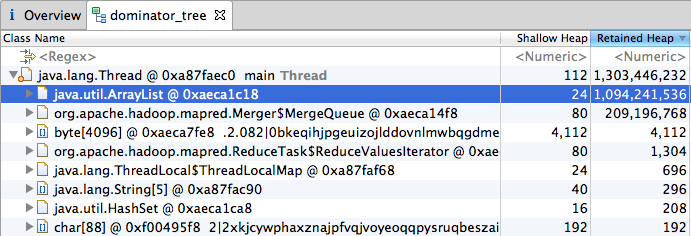 i Overview dominator_tree
Class Name Shallow Heap Retained Heap
<Regex> <Numeric> <Numeric>
java.lang.Thread @ 0xa87faec0 main Thread 112 1,303,446,232
java.util.ArrayList @ 0xaeca1c18 24 1,094,241,536
org.apache.hadoop.mapred.Merger$MergeQueue @ 0xaeca14f8 80 209,196,768
byte[4096] @ 0xaeca7fe8 .2.082|0bkeqihjpgeuizojlddovnlmwbqgdme 4,112 4,112
org.apache.hadoop.mapred.ReduceTask$ReduceValuesIterator @ 0xaec 80 1,304
java.lang.ThreadLocal$ThreadLocalMap @ 0xa87faf68 24 696
java.lang.String[5] @ 0xa87fac90 40 296
java.util.HashSet @ 0xaeca1ca8 16 208
char[88] @ 0xf00495f8 2|2xkjcywphaxznajpfvqjvoyeoqqpysruqbeszai 192 192